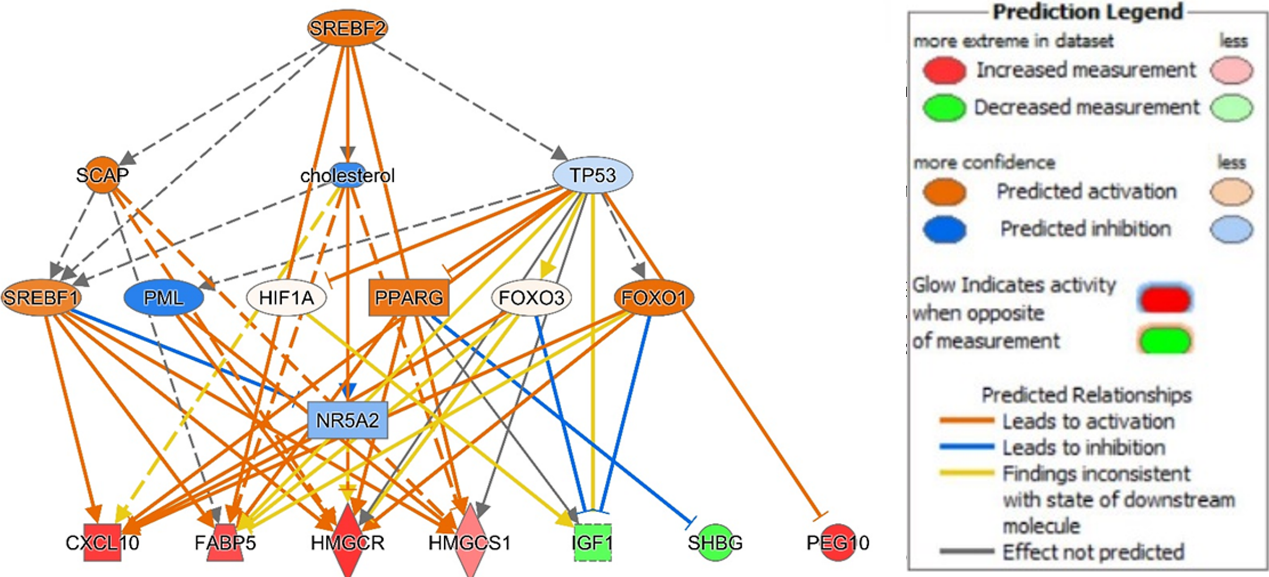 SREBF2
SCAP
cholesterol
TP53
SREBF1
PML
HIF1A
PPARG
FOXO3
FOXO1
NR5A2
CXCL10
FABP5
HMGCR
HMGCS1
IGF1
SHBG
PEG10
Prediction Legend
more extreme in dataset less
Increased measurement
Decreased measurement
more confidence less
Predicted activation
Predicted inhibition
Glow Indicates activity
when opposite
of measurement
Predicted Relationships
Leads to activation
Leads to inhibition
Findings inconsistent
with state of downstream
molecule
Effect not predicted